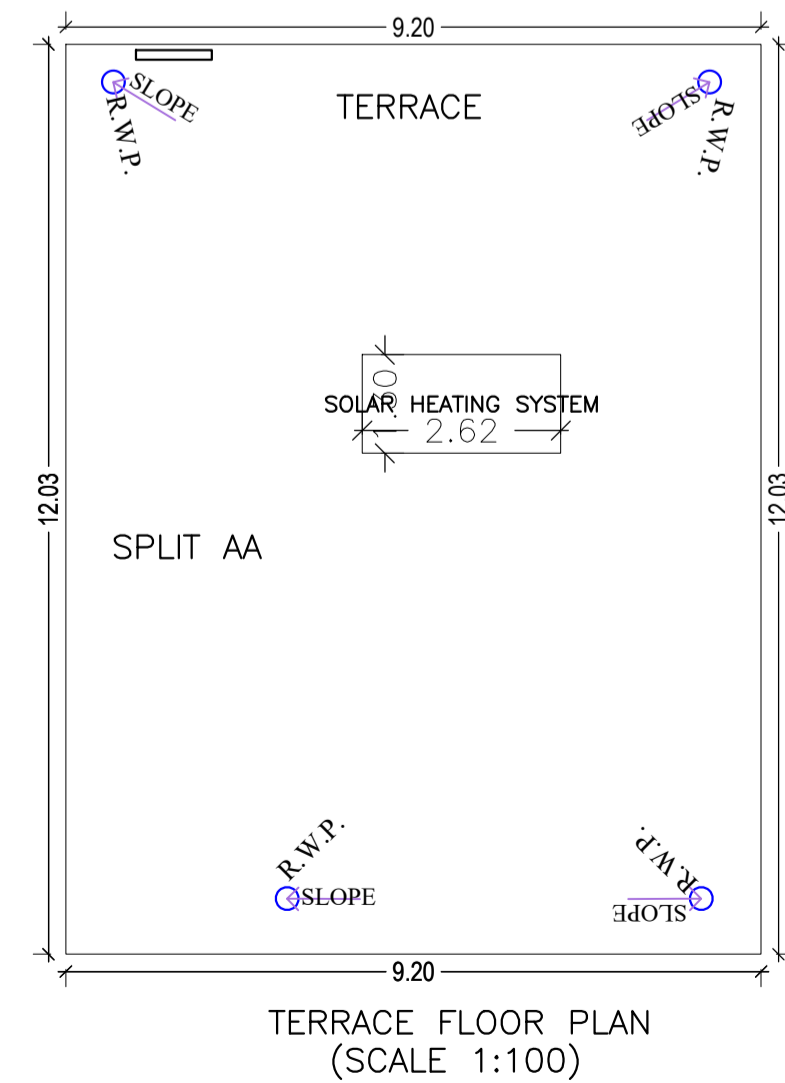 9.20
SLOPE
R.W.P.
TERRACE
SLOPE
R.W.P.
SOLAR HEATING SYSTEM
2.62
12.03
12.03
SPLIT AA
R.W.P.
SLOPE
R.W.P.
SLOPE
9.20
TERRACE FLOOR PLAN
(SCALE 1:100)